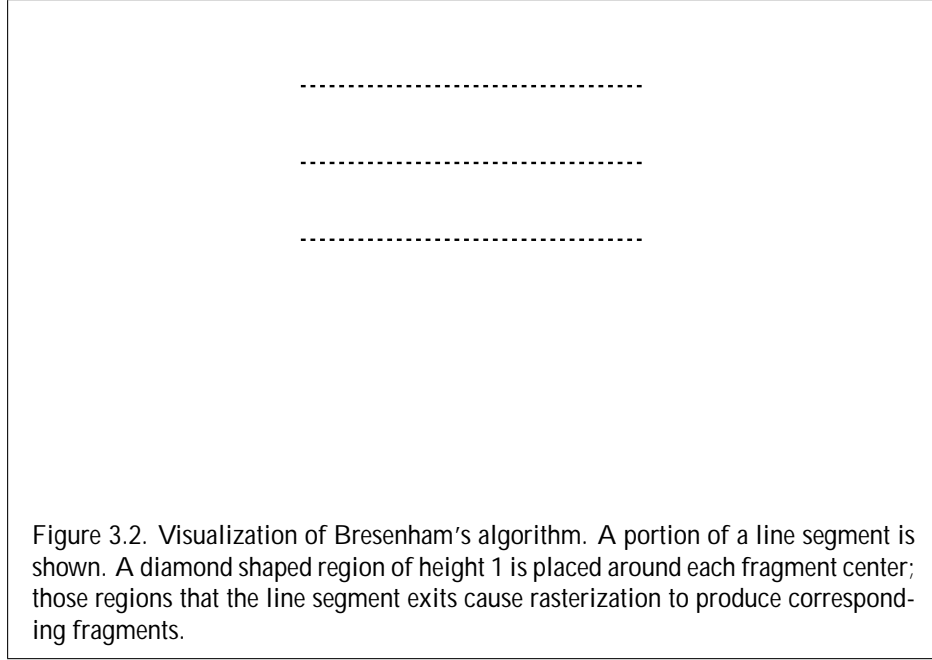 Figure 3.2. Visualization of Bresenham's algorithm. A portion of a line segment is
shown. A diamond shaped region of height 1 is placed around each fragment center;
those regions that the line segment exits cause rasterization to produce correspond-
ing fragments.